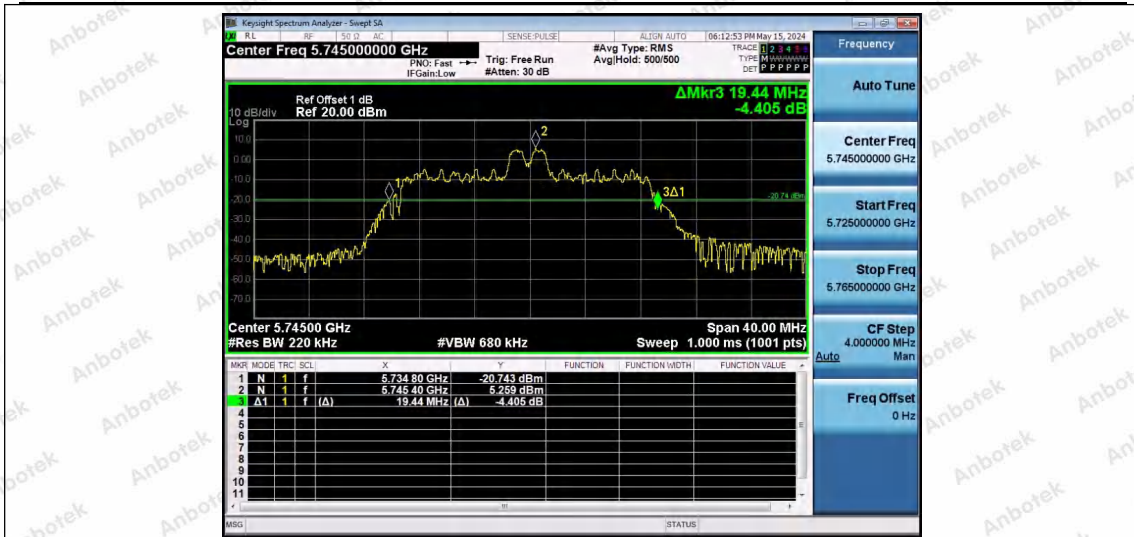 Keysight Spectrum Analyzer - Swept SA
RL RF 50 Ω AC SENSE:PULSE ALIGN AUTO 06:12:53 PM May 15, 2024
Center Freq 5.745000000 GHz
PNO: Fast
IFGain:Low
Trig: Free Run
#Atten: 30 dB
#Avg Type: RMS
Avg|Hold: 500/500
TRACE 1 2 3 4 5 6
TYPE M WWWWW
DET P P P P P P
Frequency
Auto Tune
Center Freq
5.745000000 GHz
Start Freq
5.725000000 GHz
Stop Freq
5.765000000 GHz
CF Step
4.000000 MHz
Auto Man
Freq Offset
0 Hz
ΔMkr3 19.44 MHz
-4.405 dB
Ref Offset 1 dB
10 dB/div Ref 20.00 dBm
Log
10.0
0.00
-10.0
-20.0
-30.0
-40.0
-50.0
-60.0
-70.0
1
2
3Δ1
-20.74 dBm
Center 5.74500 GHz Span 40.00 MHz
#Res BW 220 kHz #VBW 680 kHz Sweep 1.000 ms (1001 pts)
MKR MODE TRC SCL X Y FUNCTION FUNCTION WIDTH FUNCTION VALUE
1 N 1 f 5.734 80 GHz -20.743 dBm
2 N 1 f 5.745 40 GHz 5.259 dBm
3 Δ1 1 f (Δ) 19.44 MHz (Δ) -4.405 dB
4
5
6
7
8
9
10
11
MSG STATUS
Anbotek